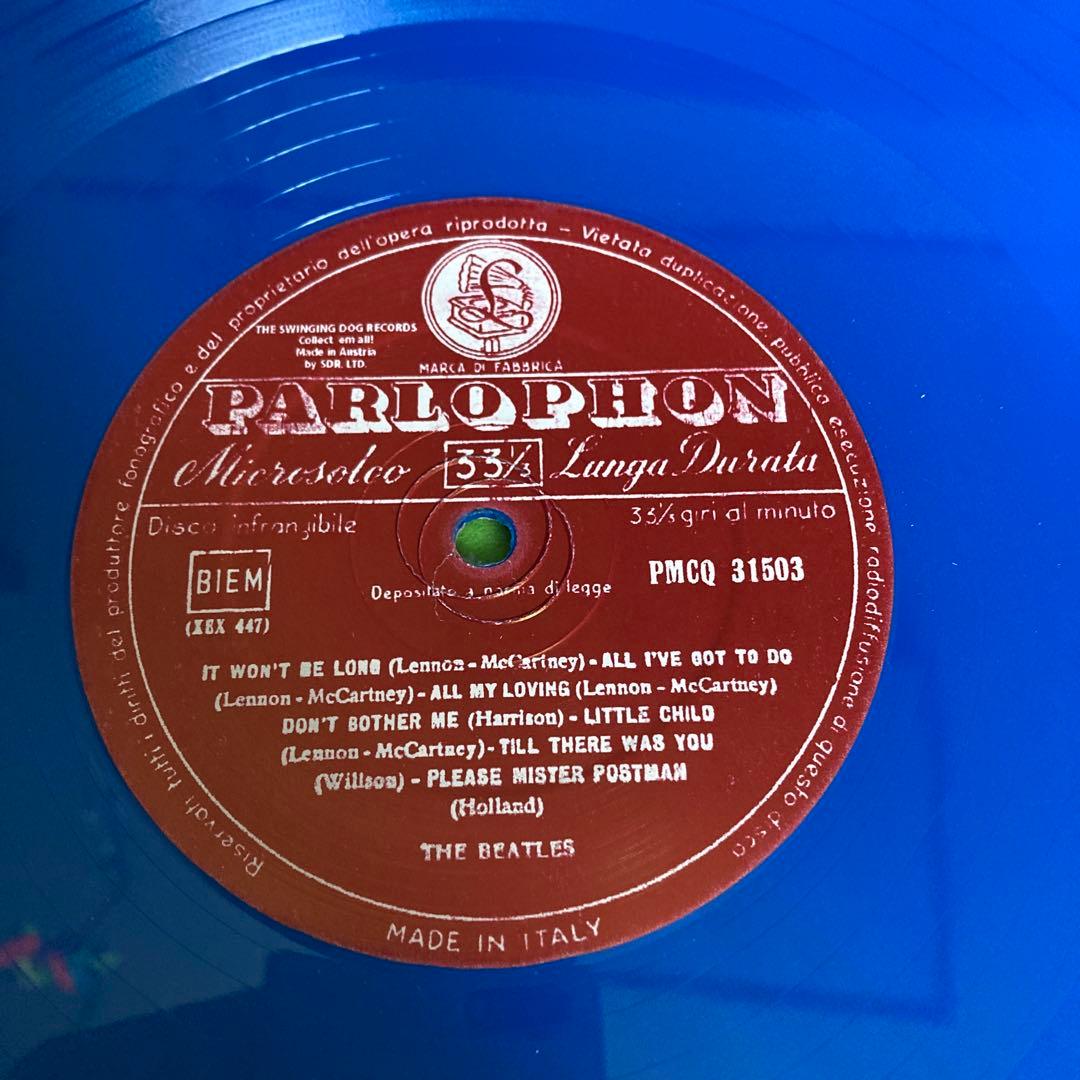 Riservati tutti i diritti del produttore fonografico e del proprietario dell'opera riprodotta – Vietata duplicazione pubblica esecuzione radiodiffusione di questo disco
THE SWINGING DOG RECORDS
Collect em all!
Made in Austria
by SDR. LTD.
MARCA DI FABBRICA
PARLOPHON
Microsolco 33⅓ Lunga Durata
Disco infrangibile 33⅓ giri al minuto
BIEM
PMCQ 31503
Depositato a norma di legge
(XEX 447)
IT WON'T BE LONG (Lennon - McCartney) - ALL I'VE GOT TO DO
(Lennon - McCartney) - ALL MY LOVING (Lennon - McCartney)
DON'T BOTHER ME (Harrison) - LITTLE CHILD
(Lennon - McCartney) - TILL THERE WAS YOU
(Willson) - PLEASE MISTER POSTMAN
(Holland)
THE BEATLES
MADE IN ITALY